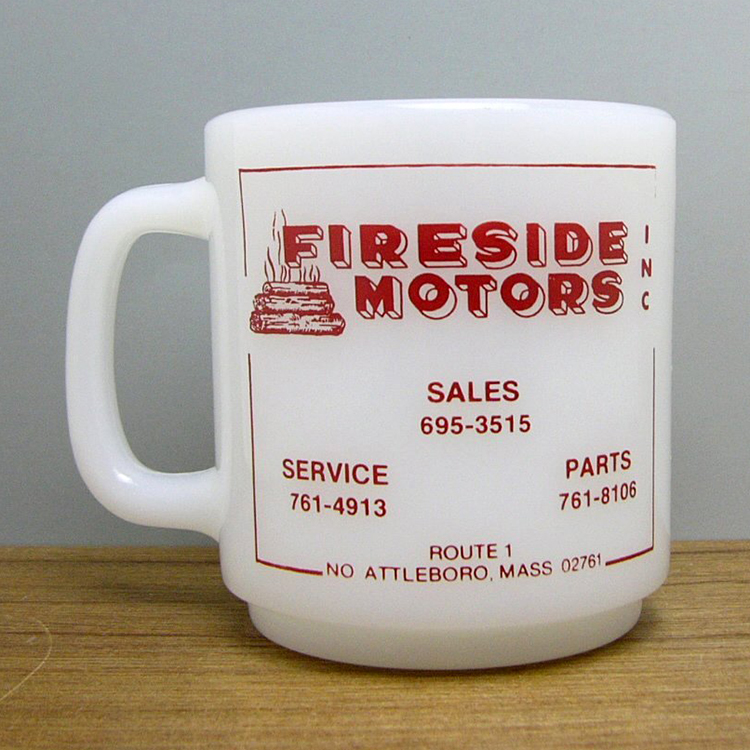 FIRESIDE
MOTORS
INC
SALES
695-3515
SERVICE
761-4913
PARTS
761-8106
ROUTE 1
NO ATTLEBORO, MASS 02761